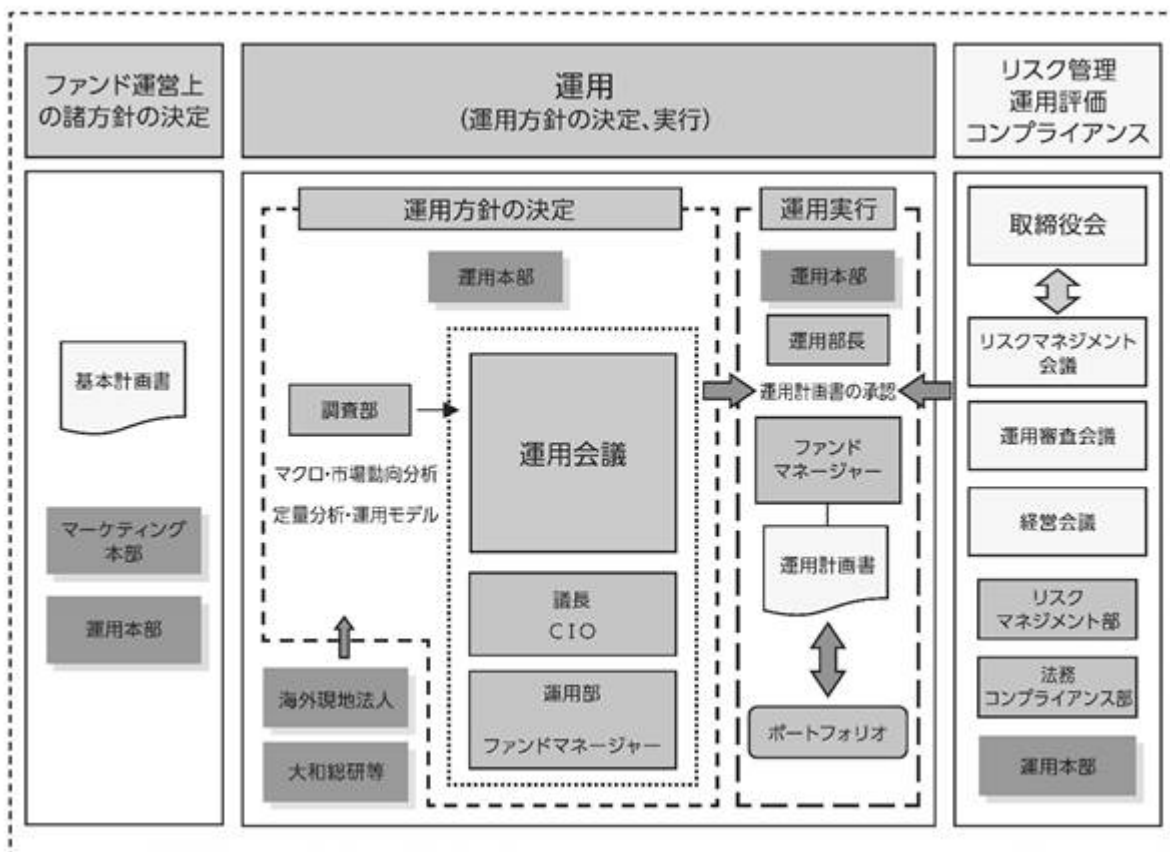 ファンド運営上
の諸方針の決定
運用
(運用方針の決定、実行)
リスク管理
運用評価
コンプライアンス
基本計画書
マーケティング
本部
運用本部
運用方針の決定
運用本部
調査部
マクロ・市場動向分析
定量分析・運用モデル
運用会議
議長
CIO
運用部
ファンドマネージャー
海外現地法人
大和総研等
運用実行
運用本部
運用部長
運用計画書の承認
ファンド
マネージャー
運用計画書
ポートフォリオ
取締役会
リスクマネジメント
会議
運用審査会議
経営会議
リスク
マネジメント部
法務
コンプライアンス部
運用本部